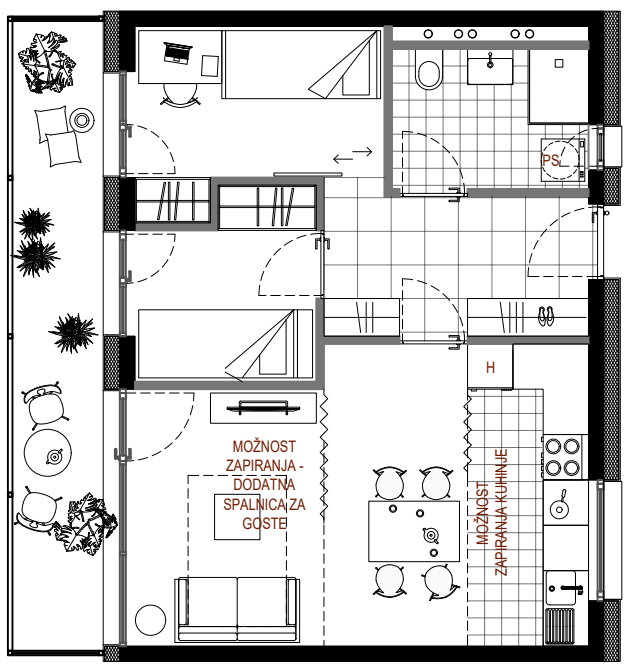 PS
H
MOŽNOST
ZAPIRANJA -
DODATNA
SPALNICA ZA
GOSTE
MOŽNOST
ZAPIRANJA KUHINJE